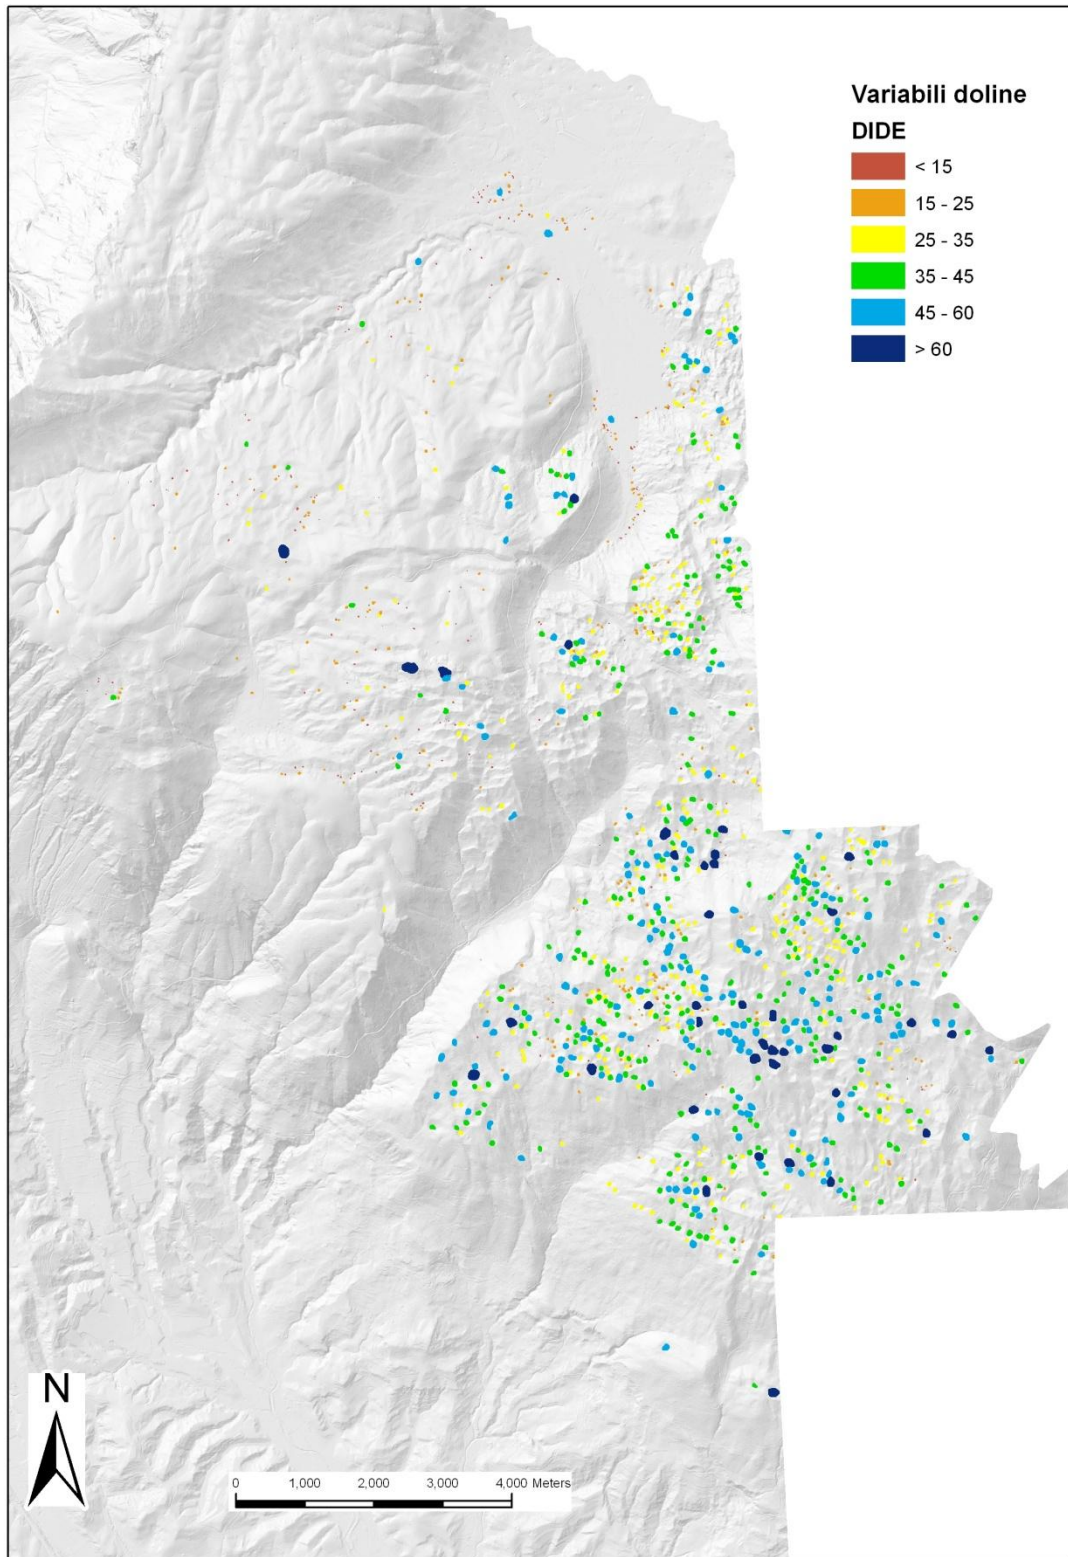 Variabili doline
DIDE
< 15
15 - 25
25 - 35
35 - 45
45 - 60
> 60
N
0 1,000 2,000 3,000 4,000 Meters